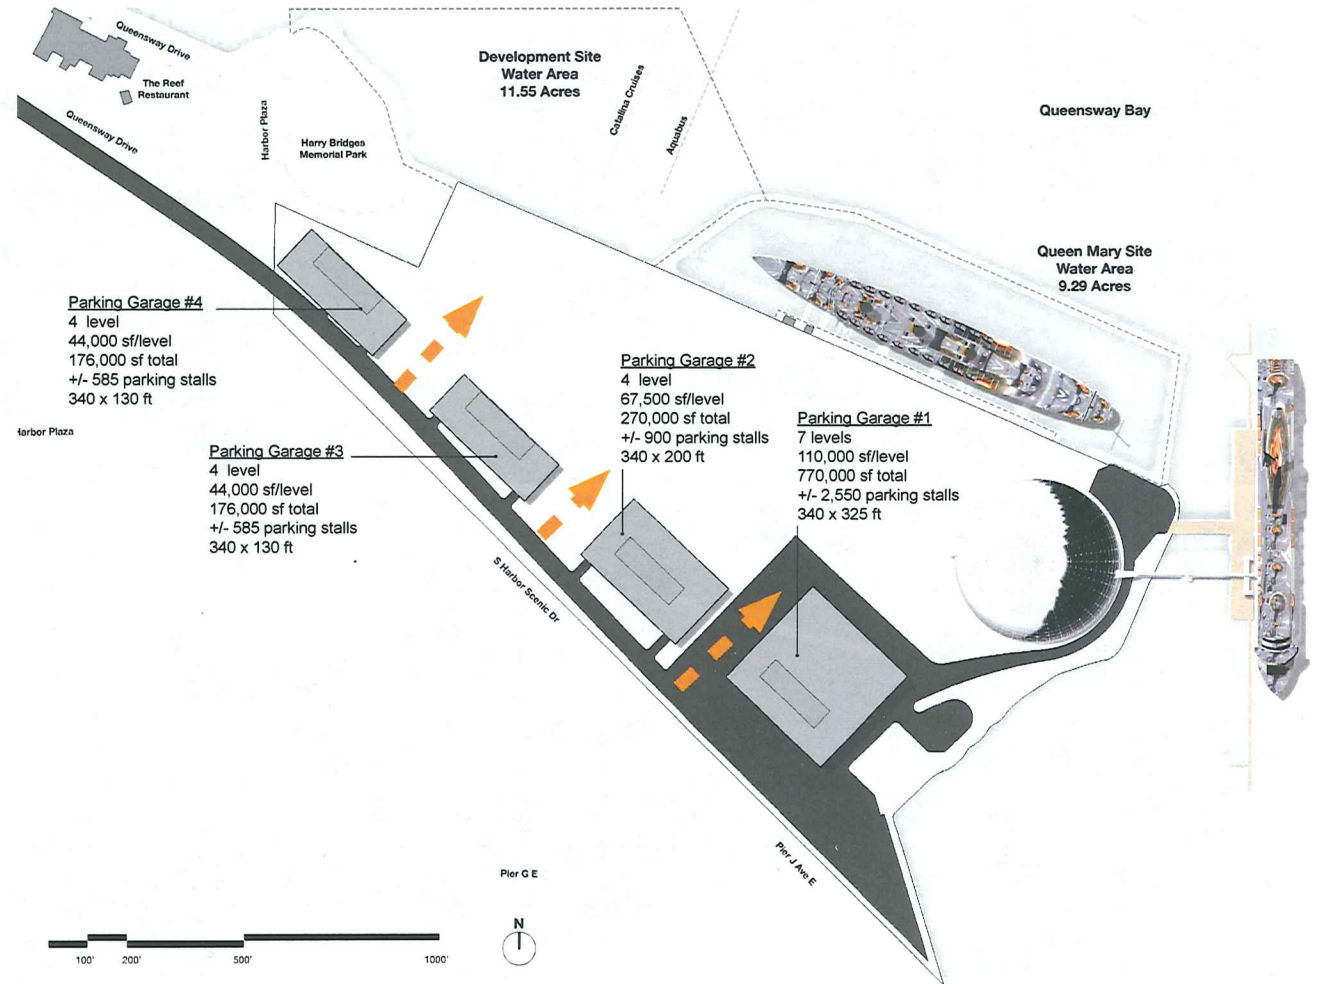 Queensway Drive
The Reef
Restaurant
Queensway Drive
Harbor Plaza
Harry Bridges
Memorial Park
Development Site
Water Area
11.55 Acres
Catalina Cruises
Aquabus
Queensway Bay
Queen Mary Site
Water Area
9.29 Acres
Parking Garage #4
4 level
44,000 sf/level
176,000 sf total
+/- 585 parking stalls
340 x 130 ft
Parking Garage #2
4 level
67,500 sf/level
270,000 sf total
+/- 900 parking stalls
340 x 200 ft
Parking Garage #1
7 levels
110,000 sf/level
770,000 sf total
+/- 2,550 parking stalls
340 x 325 ft
Harbor Plaza
Parking Garage #3
4 level
44,000 sf/level
176,000 sf total
+/- 585 parking stalls
340 x 130 ft
S Harbor Scenic Dr
Pier J Ave E
Pier G E
N
100' 200' 500' 1000'